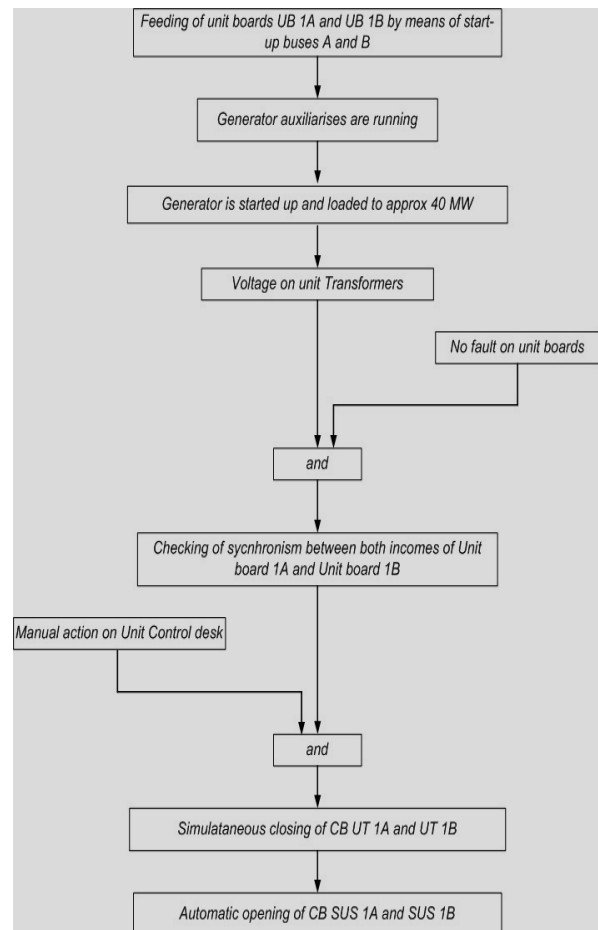 Feeding of unit boards UB 1A and UB 1B by means of start-
up buses A and B
Generator auxiliarises are running
Generator is started up and loaded to approx 40 MW
Voltage on unit Transformers
No fault on unit boards
and
Checking of sycnhronism between both incomes of Unit
board 1A and Unit board 1B
Manual action on Unit Control desk
and
Simulataneous closing of CB UT 1A and UT 1B
Automatic opening of CB SUS 1A and SUS 1B